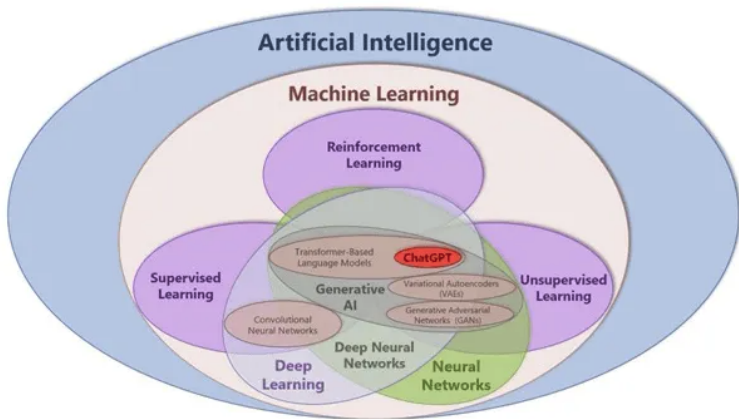 Artificial Intelligence
Machine Learning
Reinforcement
Learning
Transformer-Based
Language Models
ChatGPT
Supervised
Learning
Generative
AI
Variational Autoencoders
(VAEs)
Unsupervised
Learning
Convolutional
Neural Networks
Generative Adversarial
Networks (GANs)
Deep
Learning
Deep Neural
Networks
Neural
Networks